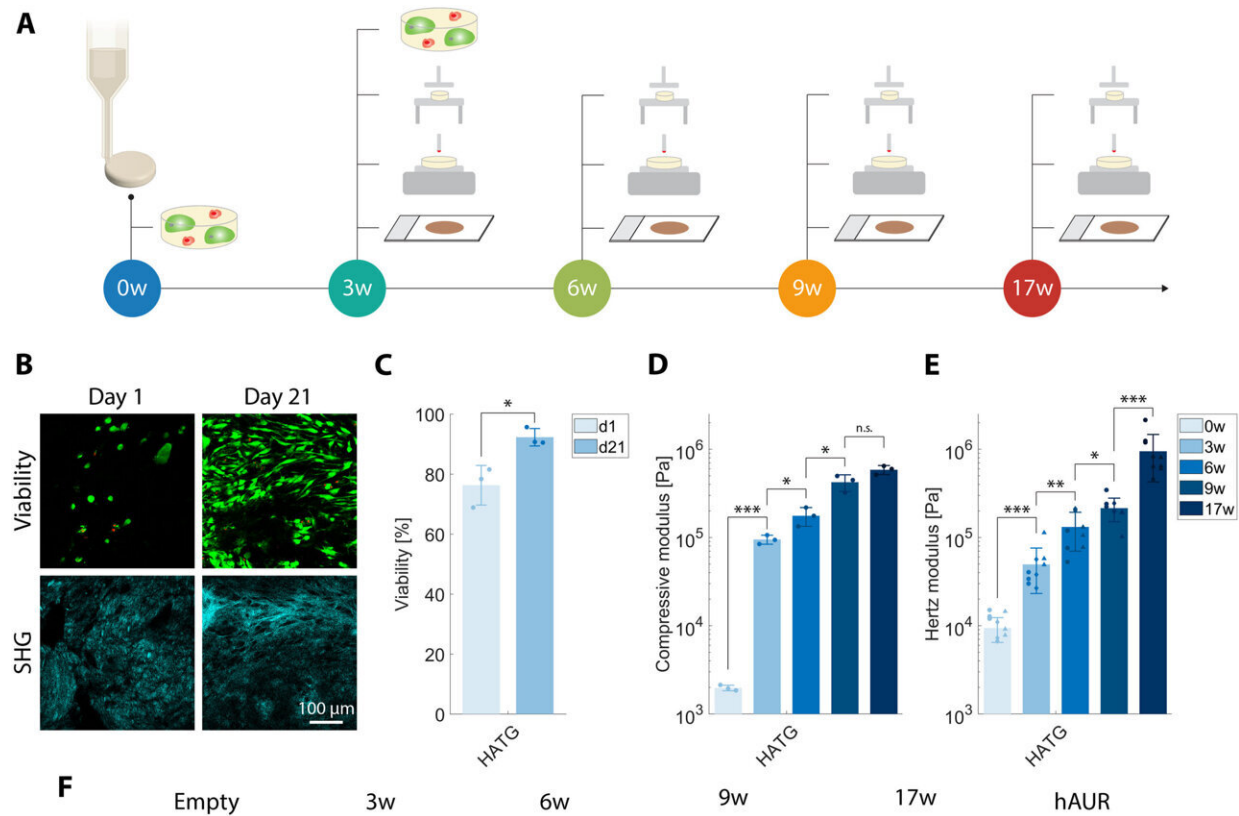 A
0w
3w
6w
9w
17w
B
Day 1
Day 21
Viability
SHG
100 µm
C
*
d1
d21
Viability [%]
100
80
60
40
20
0
HATG
D
***
*
*
n.s.
Compressive modulus [Pa]
10⁶
10⁵
10⁴
10³
HATG
E
***
**
*
***
0w
3w
6w
9w
17w
Hertz modulus [Pa]
10⁶
10⁵
10⁴
10³
HATG
F
Empty 3w 6w 9w 17w hAUR